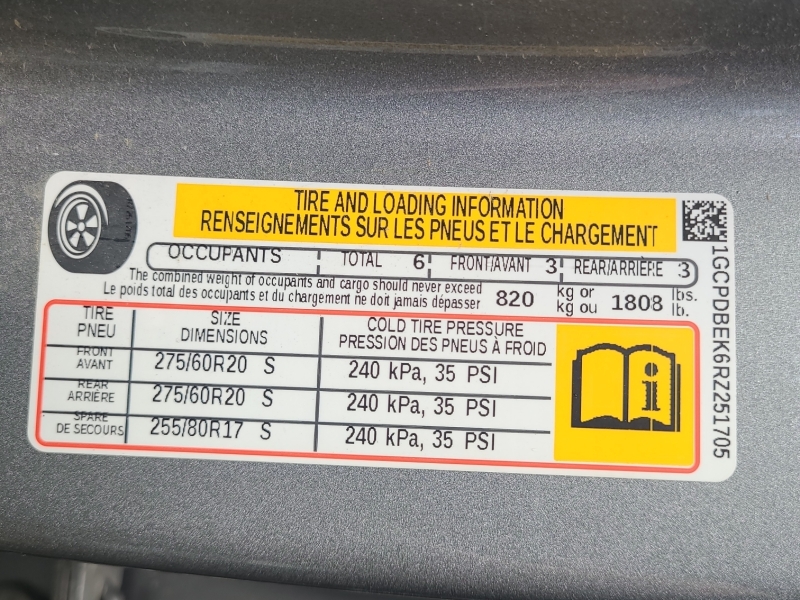 TIRE AND LOADING INFORMATION
RENSEIGNEMENTS SUR LES PNEUS ET LE CHARGEMENT
OCCUPANTS TOTAL 6 FRONT/AVANT 3 REAR/ARRIÈRE 3
The combined weight of occupants and cargo should never exceed
Le poids total des occupants et du chargement ne doit jamais dépasser
820 kg or 1808 lbs.
kg ou lb.
TIRE SIZE COLD TIRE PRESSURE
PNEU DIMENSIONS PRESSION DES PNEUS À FROID
FRONT
AVANT 275/60R20 S 240 kPa, 35 PSI
REAR
ARRIÈRE 275/60R20 S 240 kPa, 35 PSI
SPARE
DE SECOURS 255/80R17 S 240 kPa, 35 PSI
i
1GCPDBEK6RZ251705